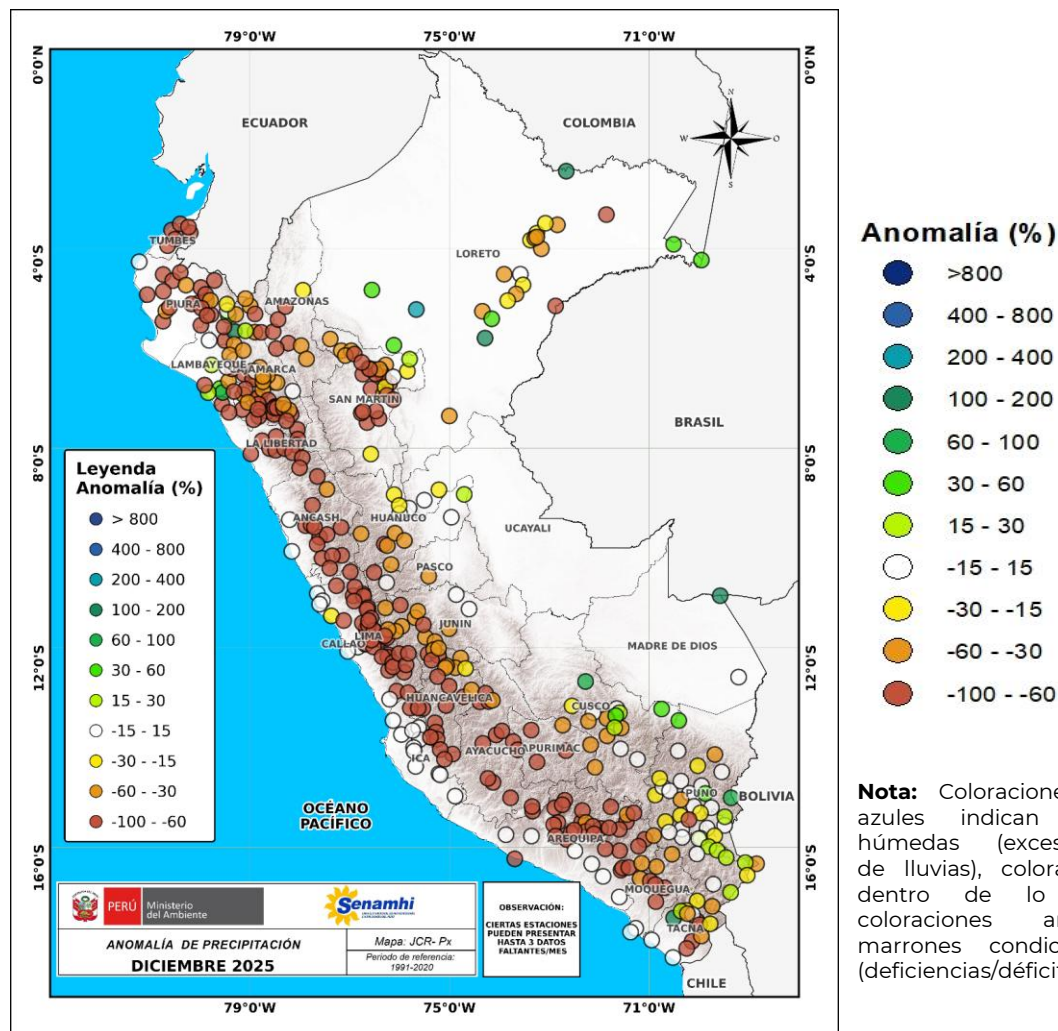 79°0'W 75°0'W 71°0'W
0°0'N 0°0'N
ECUADOR
COLOMBIA
N
W O
S
TUMBES
LORETO
4°0'S 4°0'S
PIURA
AMAZONAS
LAMBAYEQUE
CAJAMARCA
SAN MARTIN
BRASIL
LA LIBERTAD
8°0'S 8°0'S
ANCASH
HUANUCO
UCAYALI
PASCO
JUNIN
LIMA
CALLAO
MADRE DE DIOS
12°0'S 12°0'S
HUANCAVELICA
CUSCO
ICA
AYACUCHO
APURIMAC
PUNO
BOLIVIA
OCÉANO
PACÍFICO
AREQUIPA
16°0'S 16°0'S
MOQUEGUA
TACNA
CHILE
79°0'W 75°0'W 71°0'W
Leyenda
Anomalía (%)
> 800
400 - 800
200 - 400
100 - 200
60 - 100
30 - 60
15 - 30
-15 - 15
-30 - -15
-60 - -30
-100 - -60
PERÚ Ministerio
del Ambiente
Senamhi
ANOMALÍA DE PRECIPITACIÓN
DICIEMBRE 2025
Mapa: JCR- Px
Periodo de referencia:
1991-2020
OBSERVACIÓN:
CIERTAS ESTACIONES
PUEDEN PRESENTAR
HASTA 3 DATOS
FALTANTES/MES
Anomalía (%)
>800
400 - 800
200 - 400
100 - 200
60 - 100
30 - 60
15 - 30
-15 - 15
-30 - -15
-60 - -30
-100 - -60
Nota: Coloracione
azules indican
húmedas (exces
de lluvias), colora
dentro de lo
coloraciones
marrones condic
(deficiencias/défici